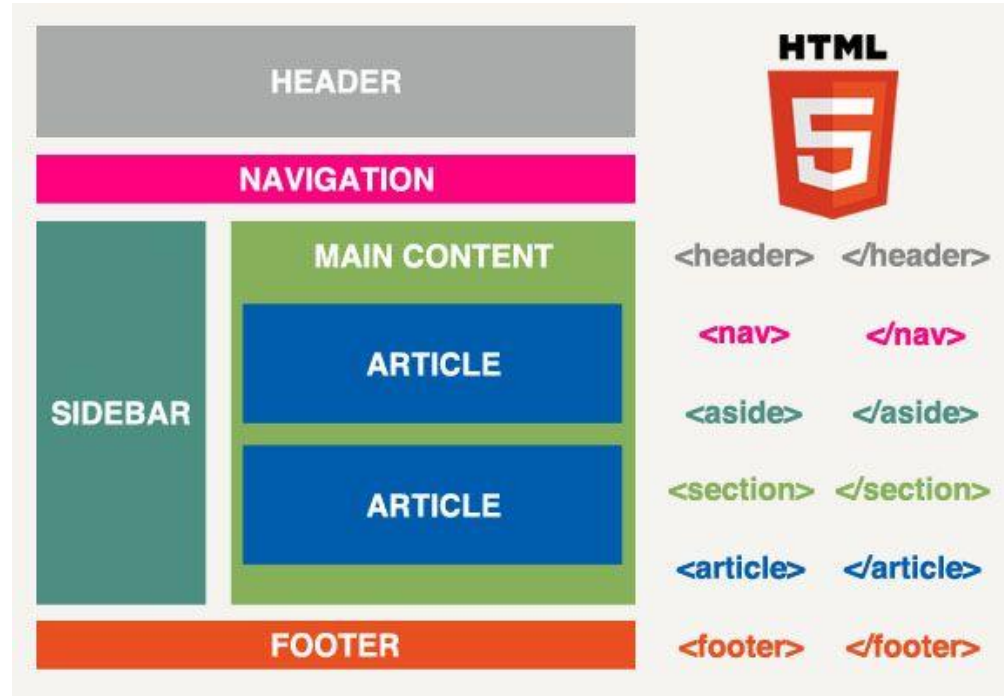 HEADER
NAVIGATION
SIDEBAR
MAIN CONTENT
ARTICLE
ARTICLE
FOOTER
HTML
5
<header> </header>
<nav> </nav>
<aside> </aside>
<section> </section>
<article> </article>
<footer> </footer>